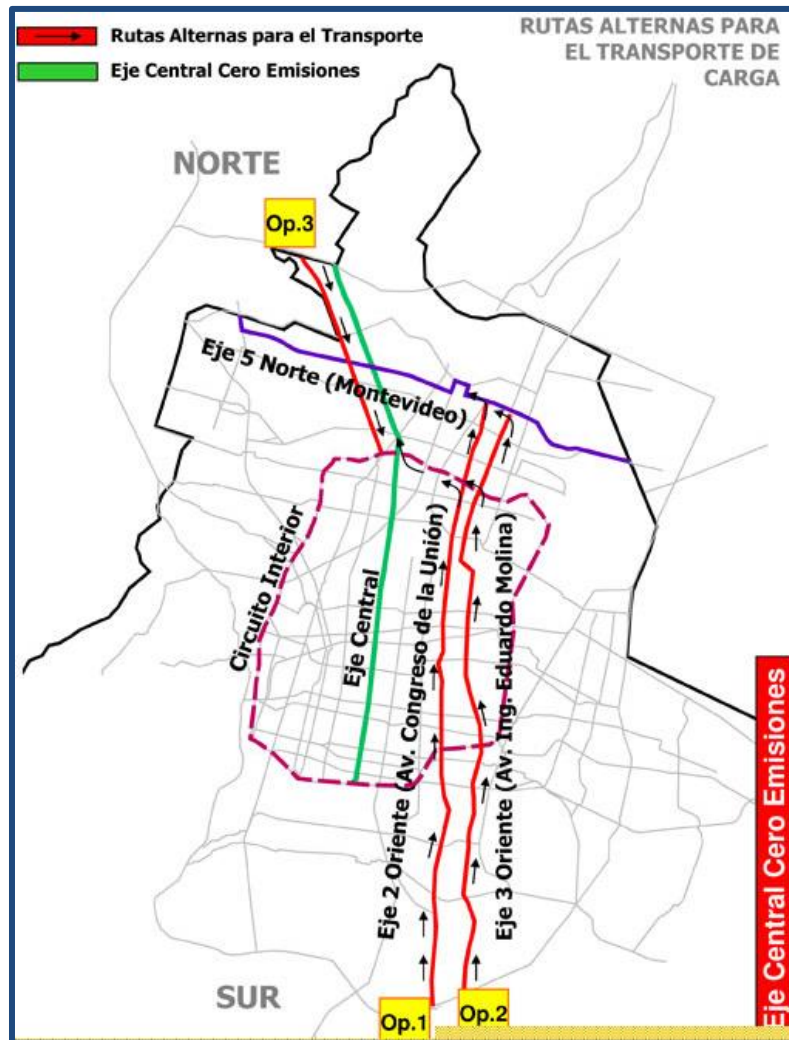 Rutas Alternas para el Transporte
Eje Central Cero Emisiones
RUTAS ALTERNAS PARA
EL TRANSPORTE DE
CARGA
NORTE
Op.3
Eje 5 Norte (Montevideo)
Circuito Interior
Eje Central
Eje 2 Oriente (Av. Congreso de la Unión)
Eje 3 Oriente (Av. Ing. Eduardo Molina)
SUR
Op.1
Op.2
Eje Central Cero Emisiones